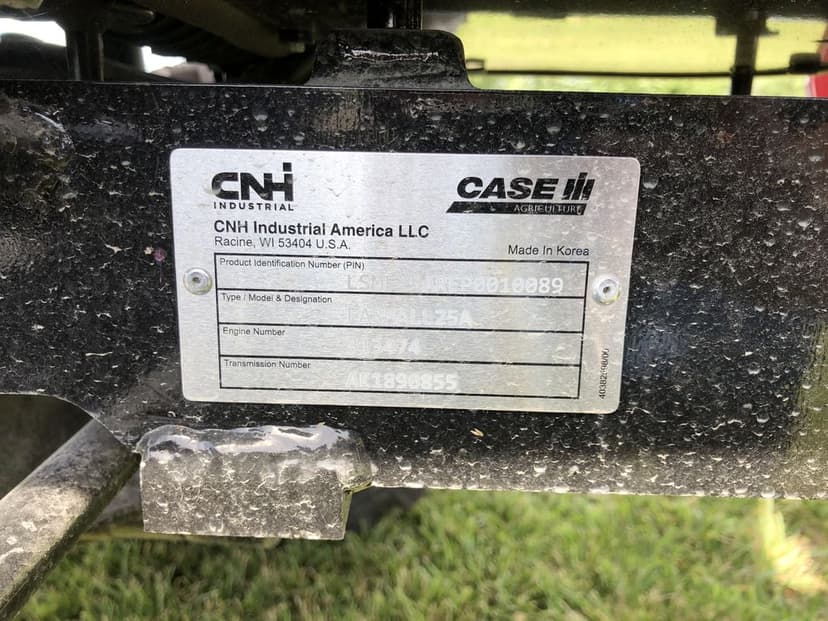 CNH
INDUSTRIAL
CASE IH
AGRICULTURE
CNH Industrial America LLC
Racine, WI 53404 U.S.A.
Made In Korea
Product Identification Number (PIN)
Type / Model & Designation
Engine Number
Transmission Number
AK1890855